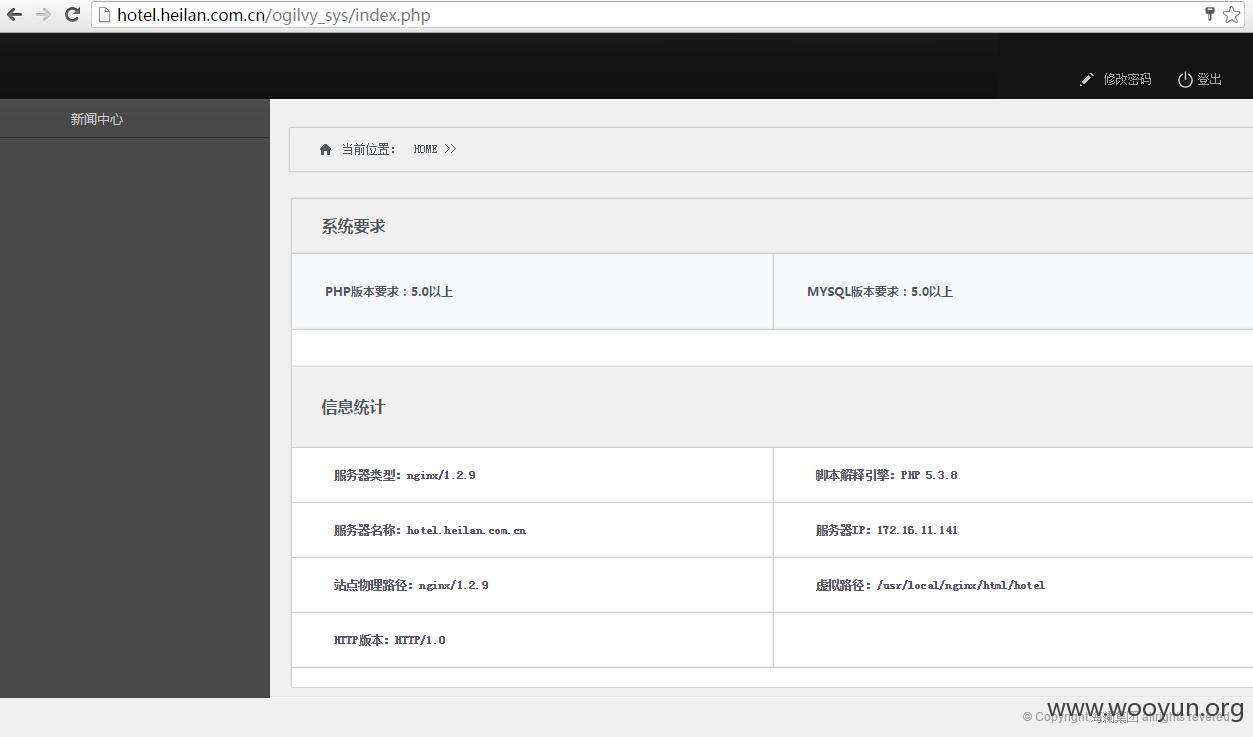 hotel.heilan.com.cn/ogilvy_sys/index.php
修改密码 登出
新闻中心
当前位置： HOME >>
系统要求
PHP版本要求：5.0以上 MYSQL版本要求：5.0以上
信息统计
服务器类型：nginx/1.2.9 脚本解释引擎：PHP 5.3.8
服务器名称：hotel.heilan.com.cn 服务器IP：172.16.11.141
站点物理路径：nginx/1.2.9 虚拟路径：/usr/local/nginx/html/hotel
HTTP版本：HTTP/1.0
www.wooyun.org
© Copyright 海澜集团 allrights revered.